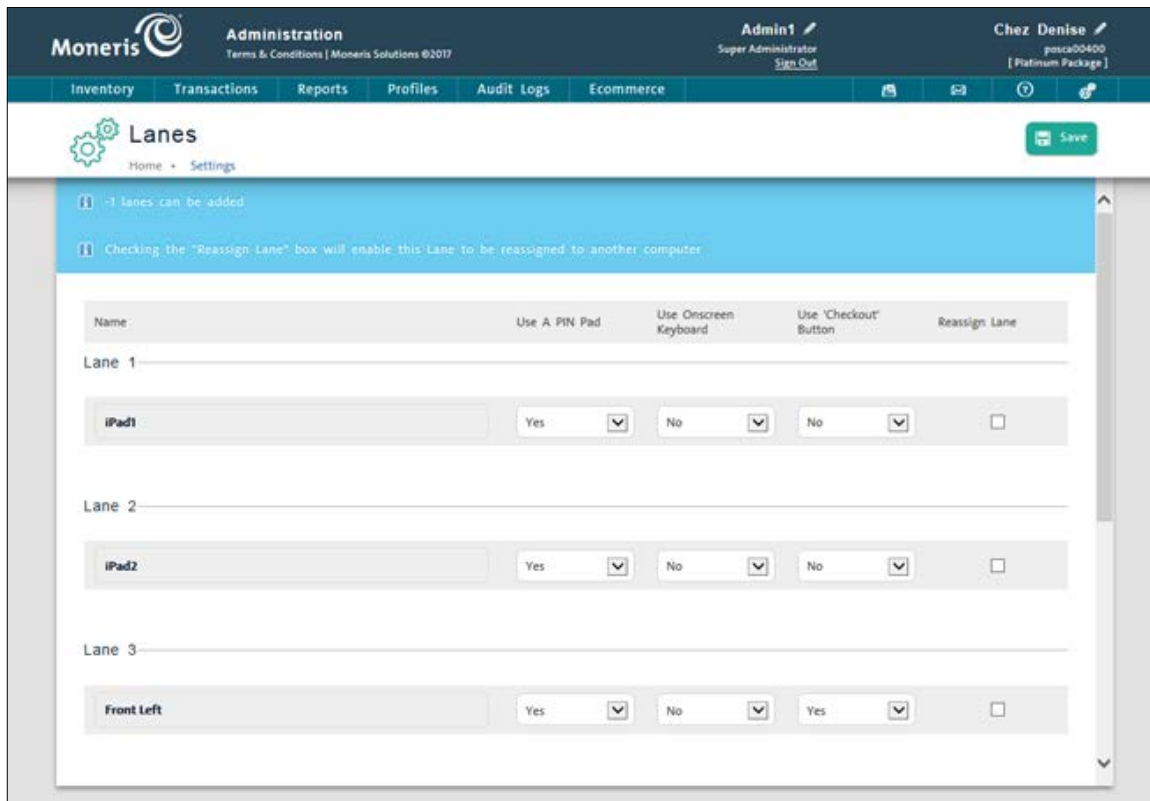 Moneris
Administration
Terms & Conditions | Moneris Solutions ©2017
Admin1
Super Administrator
Sign Out
Chez Denise
posca00400
[ Platinum Package ]
Inventory Transactions Reports Profiles Audit Logs Ecommerce
Lanes
Home • Settings
Save
-1 lanes can be added
Checking the "Reassign Lane" box will enable this Lane to be reassigned to another computer
Name Use A PIN Pad Use Onscreen Keyboard Use 'Checkout' Button Reassign Lane
Lane 1
iPad1 Yes No No
Lane 2
iPad2 Yes No No
Lane 3
Front Left Yes No Yes